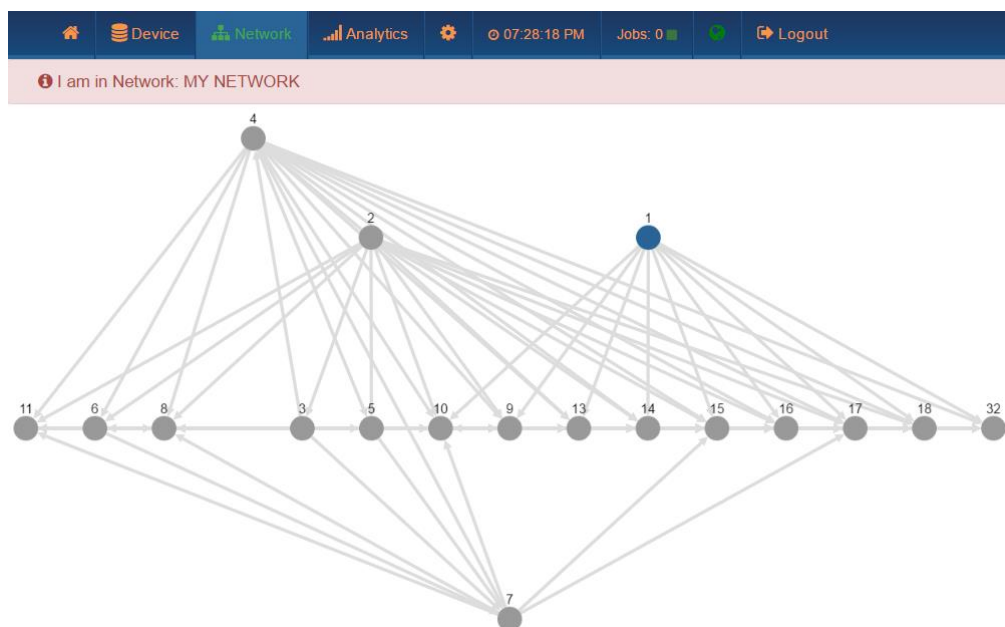 Device Network Analytics 07:28:18 PM Jobs: 0 Logout
I am in Network: MY NETWORK
4
2 1
11 6 8 3 5 10 9 13 14 15 16 17 18 32
7